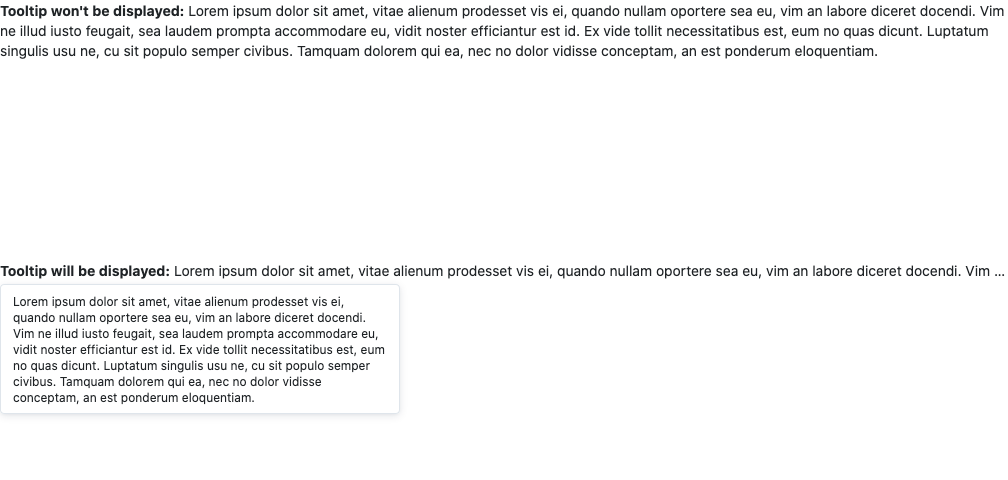 Tooltip won't be displayed: Lorem ipsum dolor sit amet, vitae alienum prodesset vis ei, quando nullam oportere sea eu, vim an labore diceret docendi. Vim
ne illud iusto feugait, sea laudem prompta accommodare eu, vidit noster efficiantur est id. Ex vide tollit necessitatibus est, eum no quas dicunt. Luptatum
singulis usu ne, cu sit populo semper civibus. Tamquam dolorem qui ea, nec no dolor vidisse conceptam, an est ponderum eloquentiam.
Tooltip will be displayed: Lorem ipsum dolor sit amet, vitae alienum prodesset vis ei, quando nullam oportere sea eu, vim an labore diceret docendi. Vim ...
Lorem ipsum dolor sit amet, vitae alienum prodesset vis ei,
quando nullam oportere sea eu, vim an labore diceret docendi.
Vim ne illud iusto feugait, sea laudem prompta accommodare eu,
vidit noster efficiantur est id. Ex vide tollit necessitatibus est, eum
no quas dicunt. Luptatum singulis usu ne, cu sit populo semper
civibus. Tamquam dolorem qui ea, nec no dolor vidisse
conceptam, an est ponderum eloquentiam.